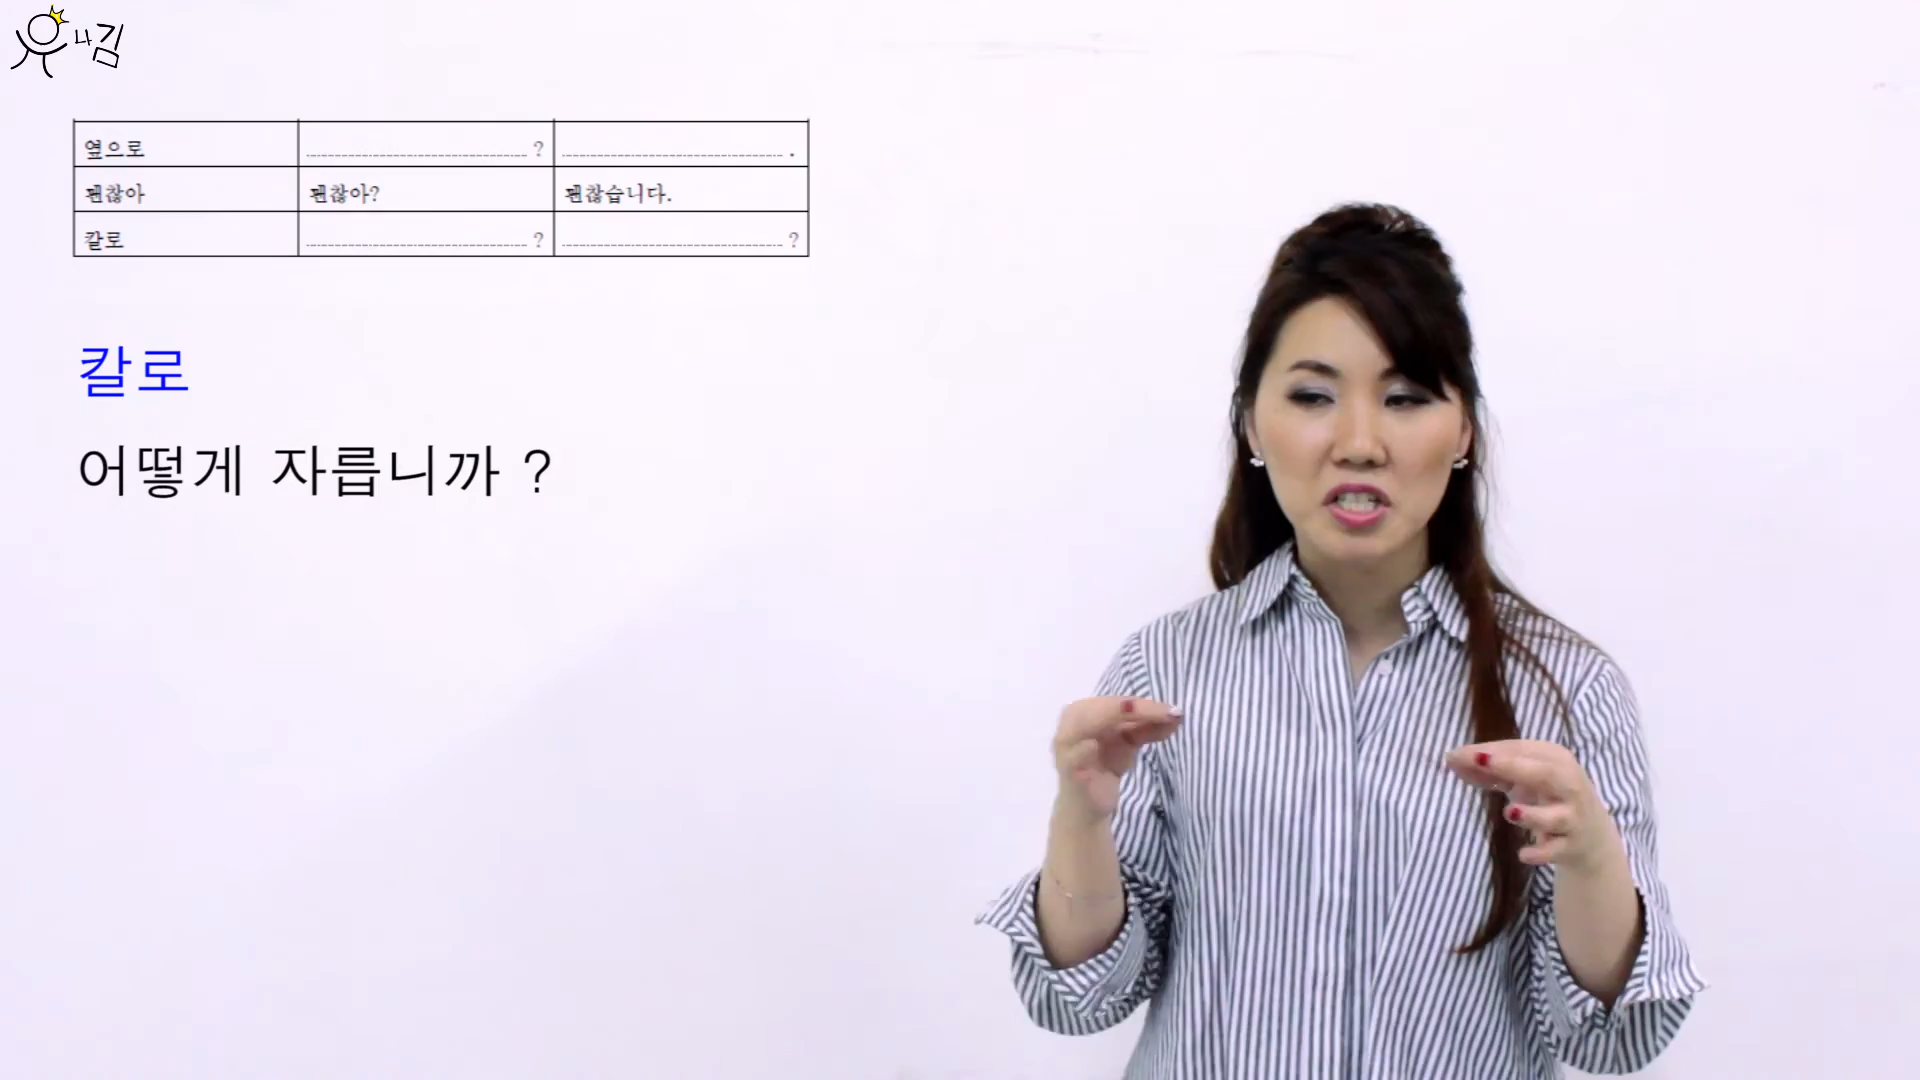 유나김
옆으로 ........ ? ........ .
괜찮아 괜찮아? 괜찮습니다.
칼로 ........ ? ........ ?
칼로
어떻게 자릅니까 ?